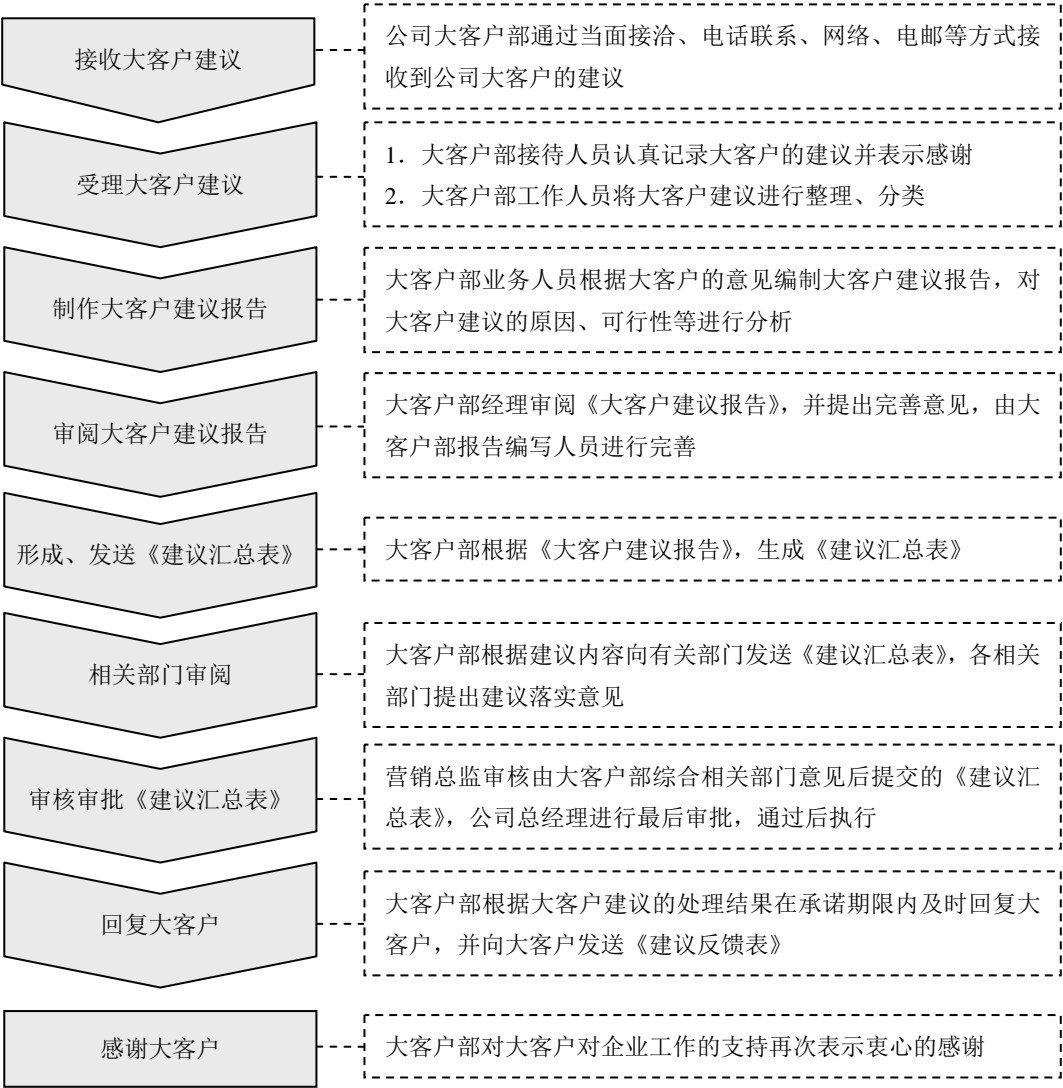 接收大客户建议
公司大客户部通过当面接洽、电话联系、网络、电邮等方式接
收到公司大客户的建议
受理大客户建议
1．大客户部接待人员认真记录大客户的建议并表示感谢
2．大客户部工作人员将大客户建议进行整理、分类
制作大客户建议报告
大客户部业务人员根据大客户的意见编制大客户建议报告，对
大客户建议的原因、可行性等进行分析
审阅大客户建议报告
大客户部经理审阅《大客户建议报告》，并提出完善意见，由大
客户部报告编写人员进行完善
形成、发送《建议汇总表》
大客户部根据《大客户建议报告》，生成《建议汇总表》
相关部门审阅
大客户部根据建议内容向有关部门发送《建议汇总表》，各相关
部门提出建议落实意见
审核审批《建议汇总表》
营销总监审核由大客户部综合相关部门意见后提交的《建议汇
总表》，公司总经理进行最后审批，通过后执行
回复大客户
大客户部根据大客户建议的处理结果在承诺期限内及时回复大
客户，并向大客户发送《建议反馈表》
感谢大客户
大客户部对大客户对企业工作的支持再次表示衷心的感谢